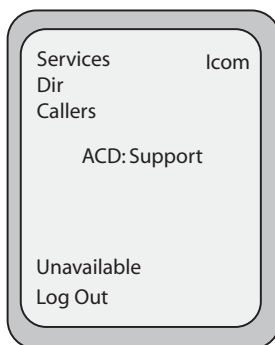 Services Icom
Dir
Callers
ACD: Support
Unavailable
Log Out